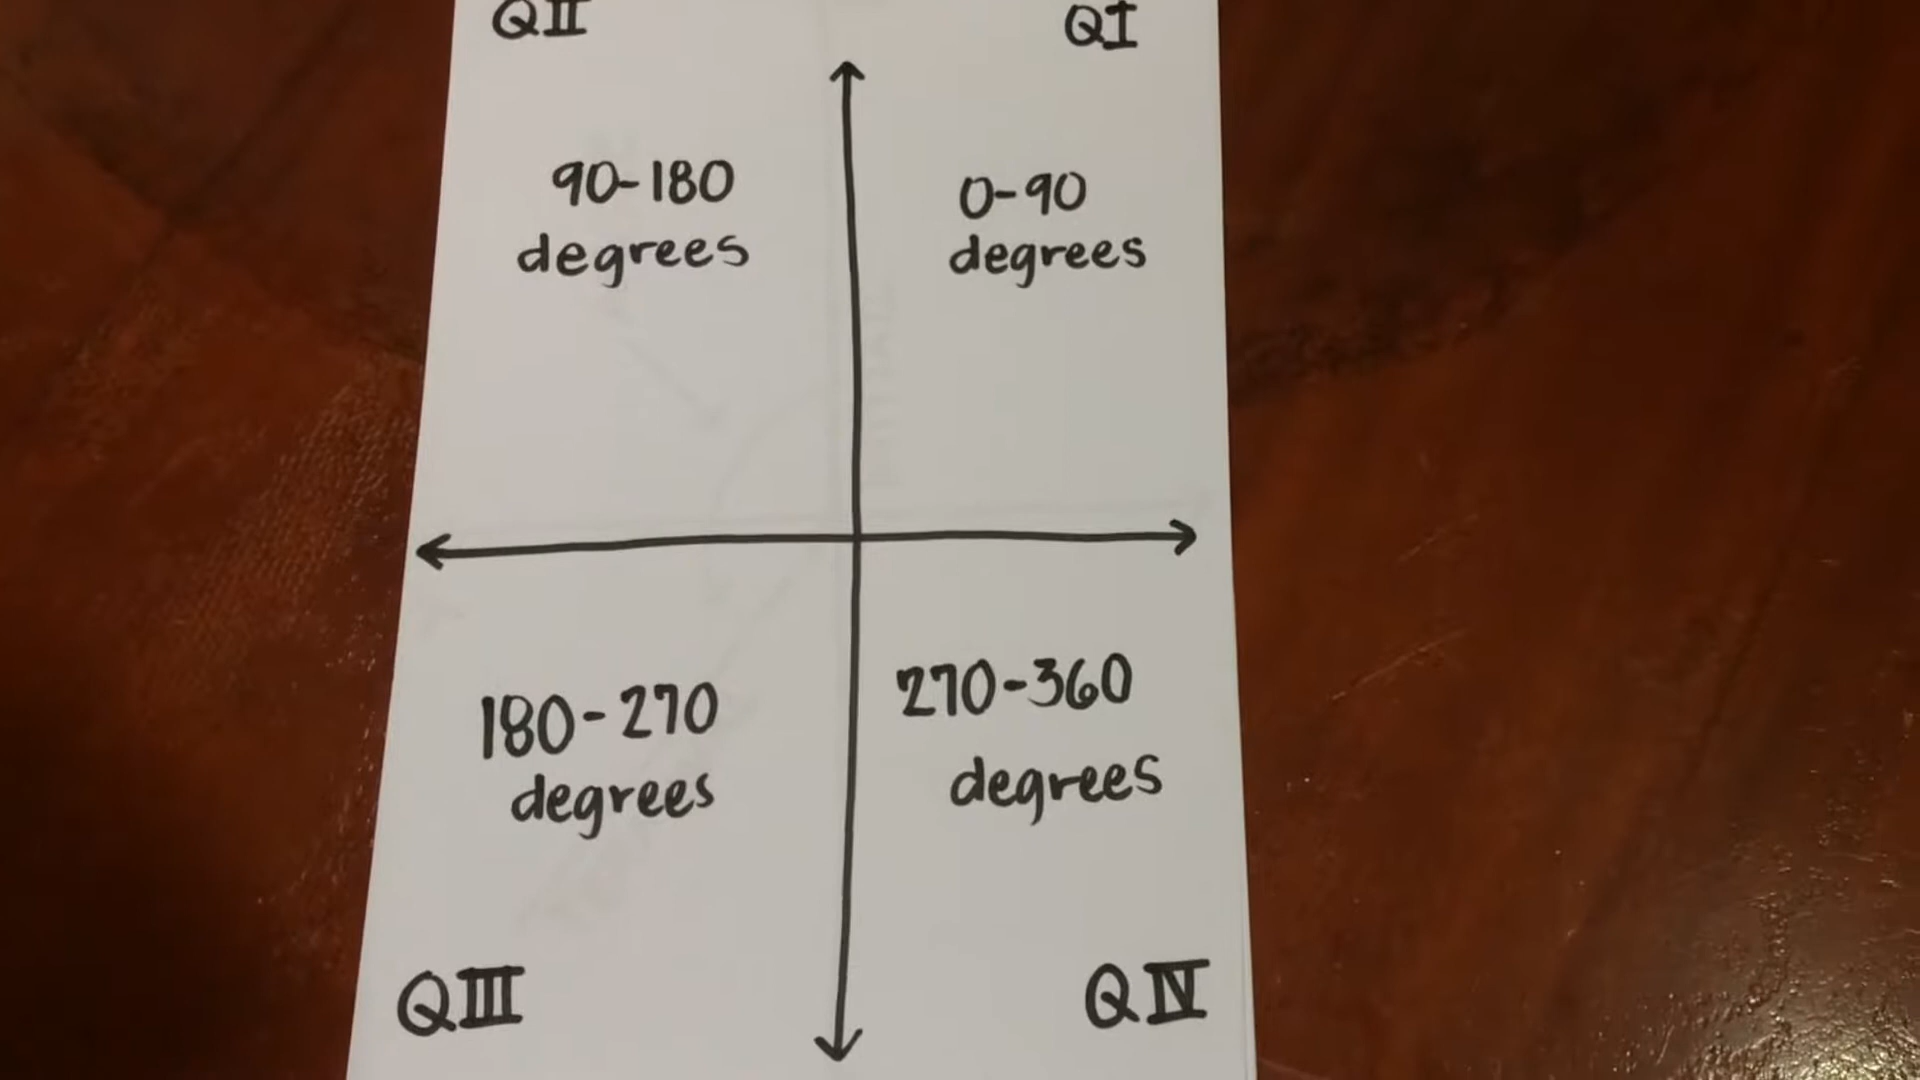 QII
QI
90-180
degrees
0-90
degrees
180-270
degrees
270-360
degrees
QIII
QIV